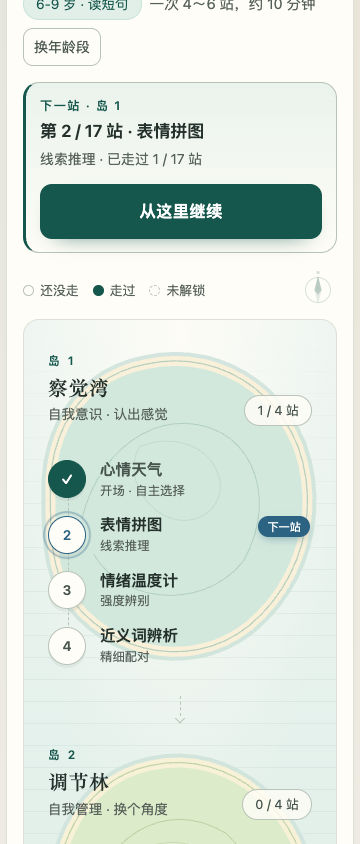 6-9 岁 · 读短句 一次 4～6 站，约 10 分钟
换年龄段
下一站 · 岛 1
第 2 / 17 站 · 表情拼图
线索推理 · 已走过 1 / 17 站
从这里继续
还没走 走过 未解锁
岛 1
察觉湾
自我意识 · 认出感觉
1 / 4 站
心情天气
开场 · 自主选择
2
表情拼图
线索推理
下一站
3
情绪温度计
强度辨别
4
近义词辨析
精细配对
岛 2
调节林
自我管理 · 换个角度
0 / 4 站